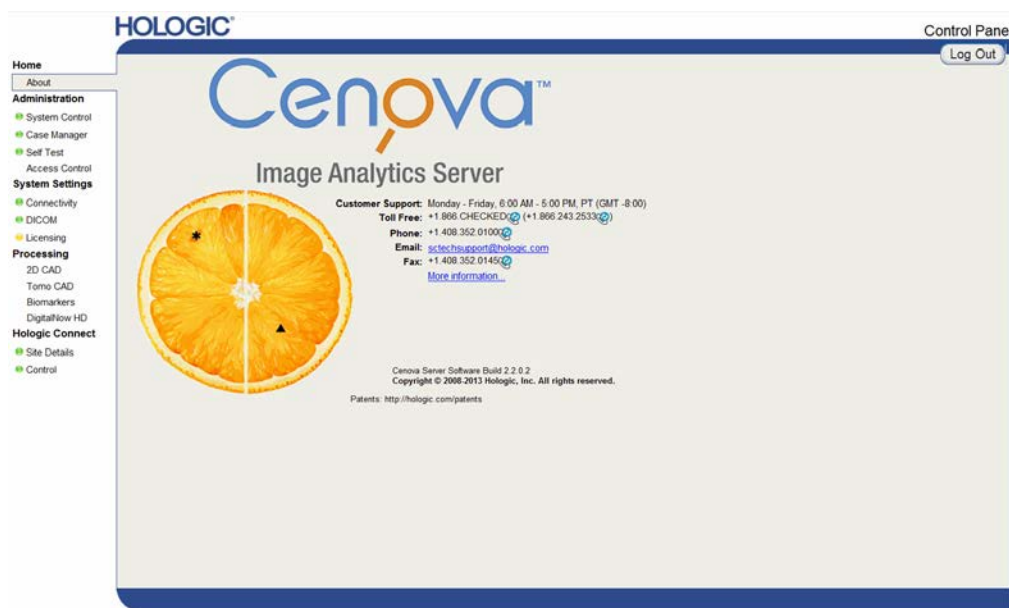 HOLOGIC®
Control Pane
Log Out
Home
About
Administration
System Control
Case Manager
Self Test
Access Control
System Settings
Connectivity
DICOM
Licensing
Processing
2D CAD
Tomo CAD
Biomarkers
DigitalNow HD
Hologic Connect
Site Details
Control
Cenova™
Image Analytics Server
Customer Support: Monday - Friday, 6:00 AM - 5:00 PM, PT (GMT -8:00)
Toll Free: +1.866.CHECKED (+1.866.243.2533)
Phone: +1.408.352.0100
Email: sctechsupport@hologic.com
Fax: +1.408.352.0145
More information...
Cenova Server Software Build 2.2.0.2
Copyright © 2008-2013 Hologic, Inc. All rights reserved.
Patents: http://hologic.com/patents